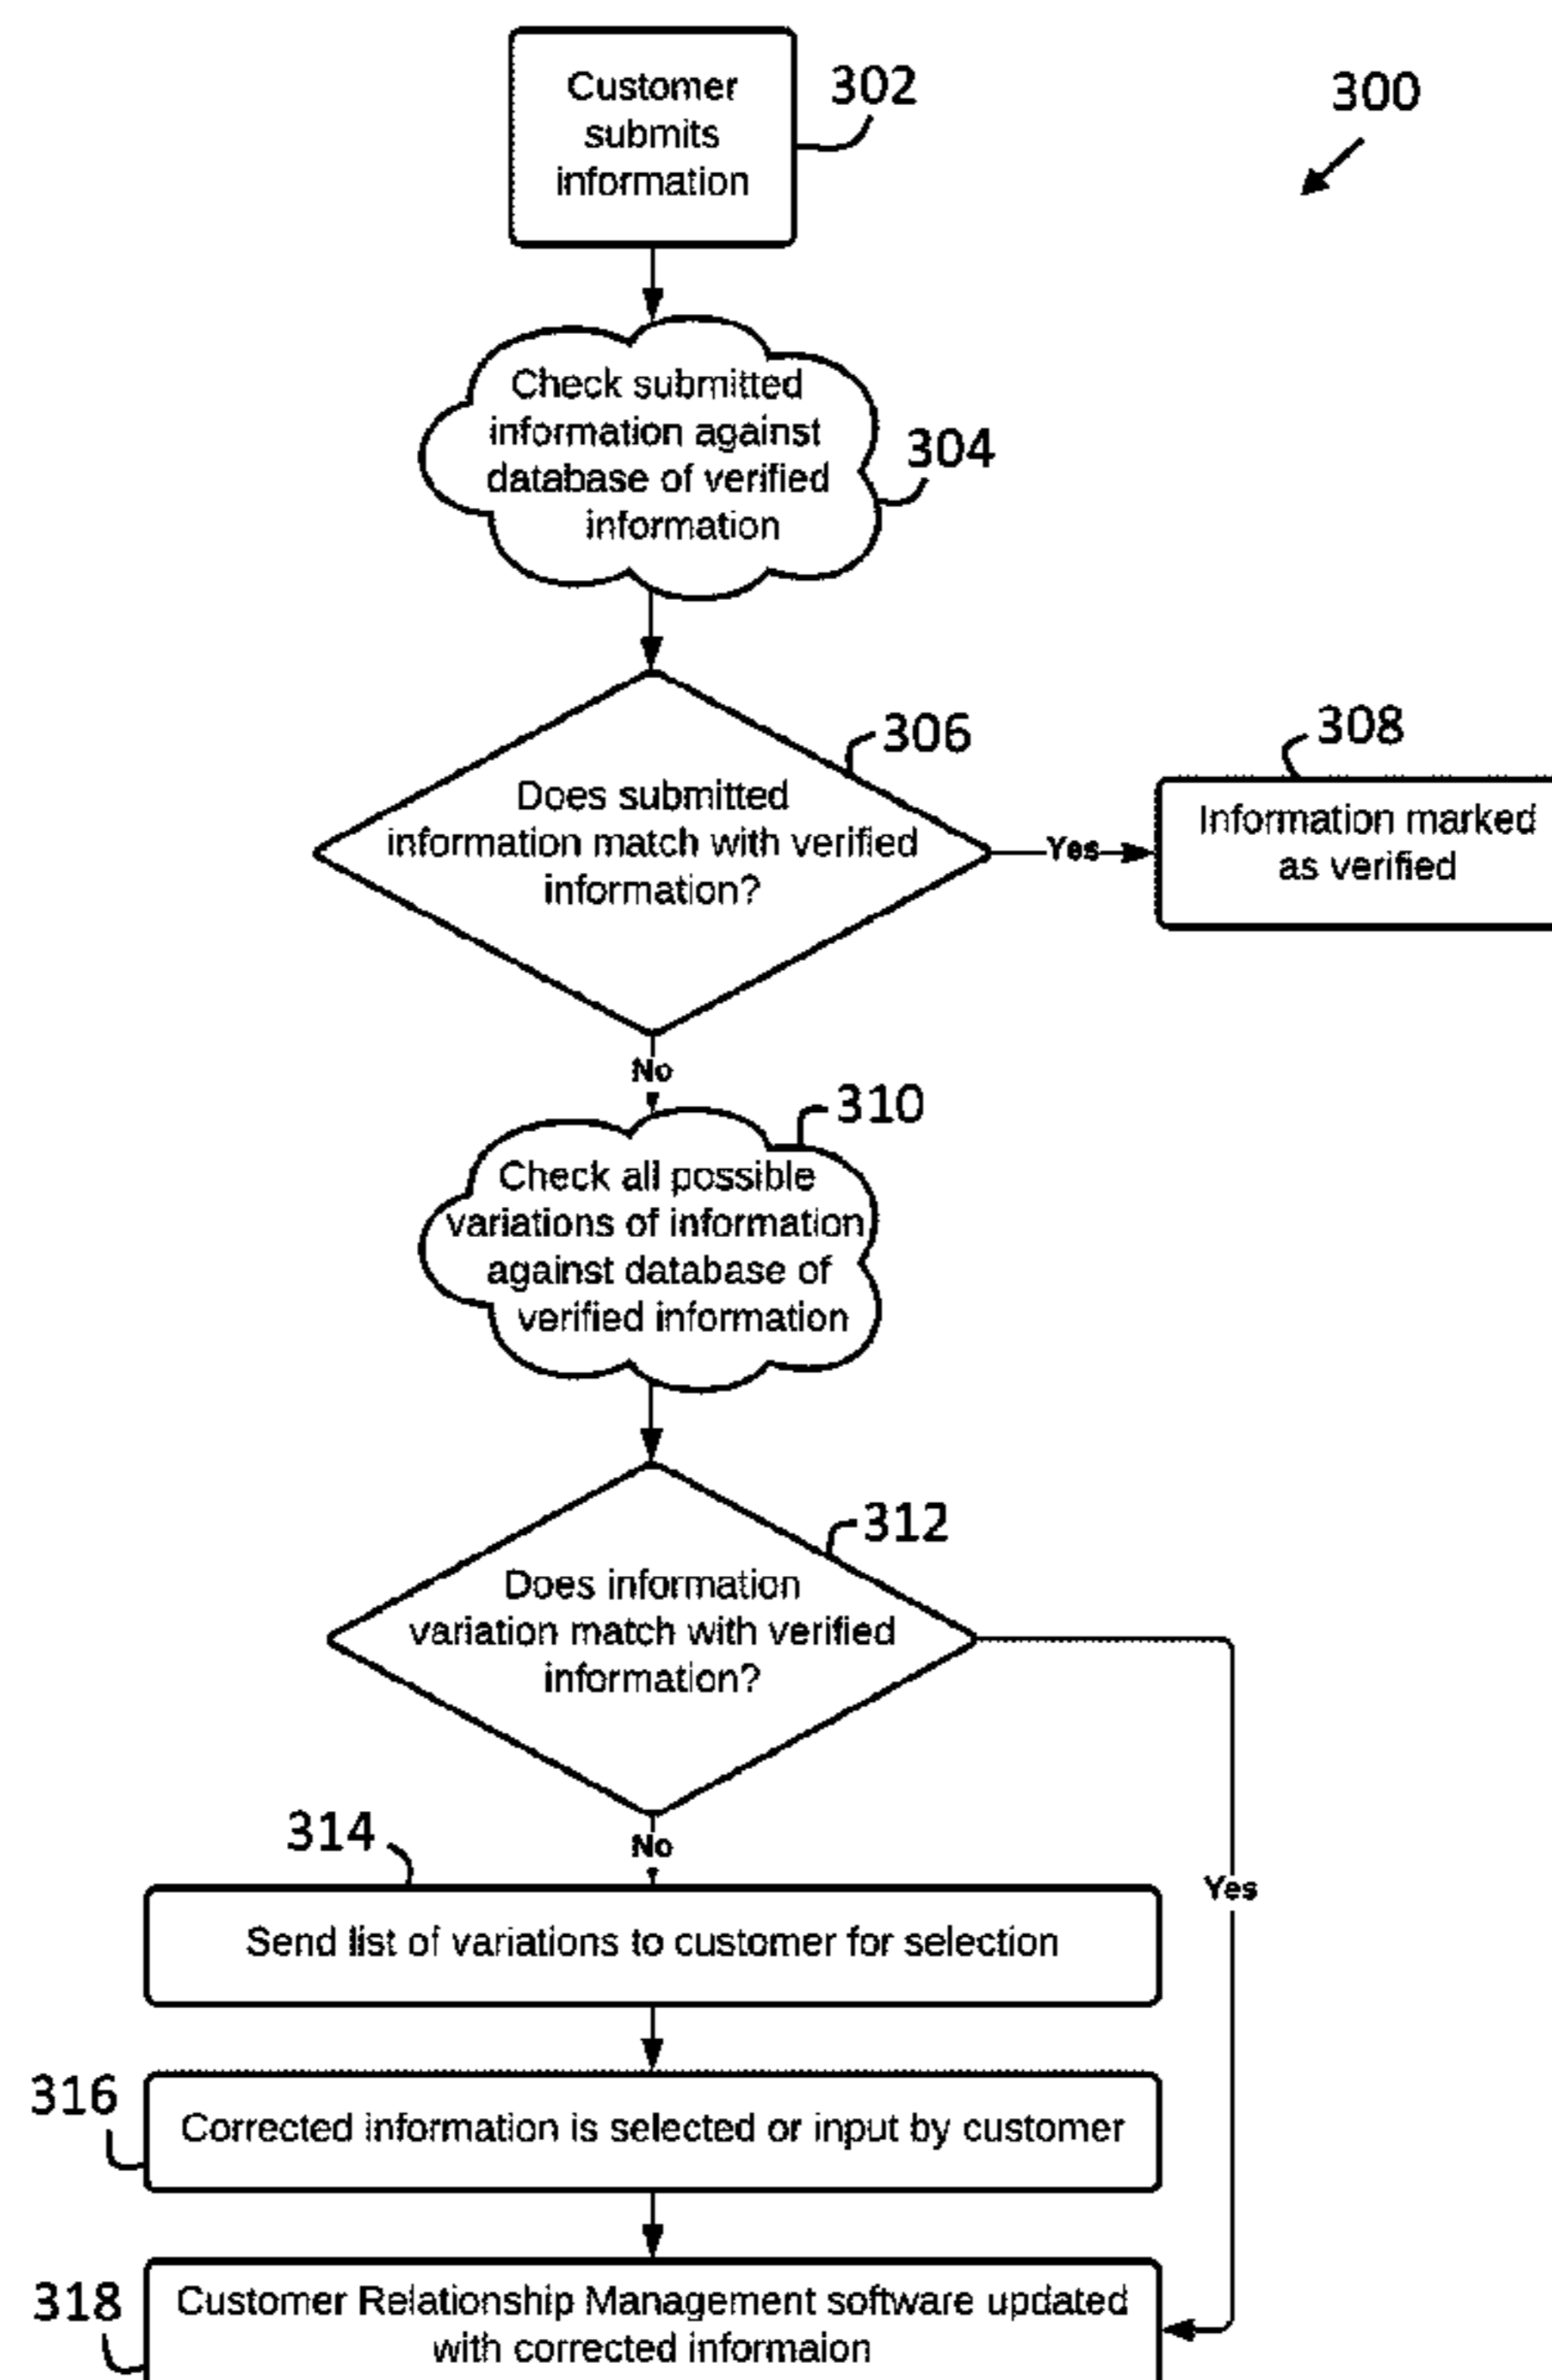 Customer
submits
information
302
300
Check submitted
information against
database of verified
information
304
306
Does submitted
information match with verified
information?
Yes
308
Information marked
as verified
No
310
Check all possible
variations of information
against database of
verified information
312
Does information
variation match with verified
information?
314
No
Yes
Send list of variations to customer for selection
316
Corrected information is selected or input by customer
318
Customer Relationship Management software updated
with corrected informaion